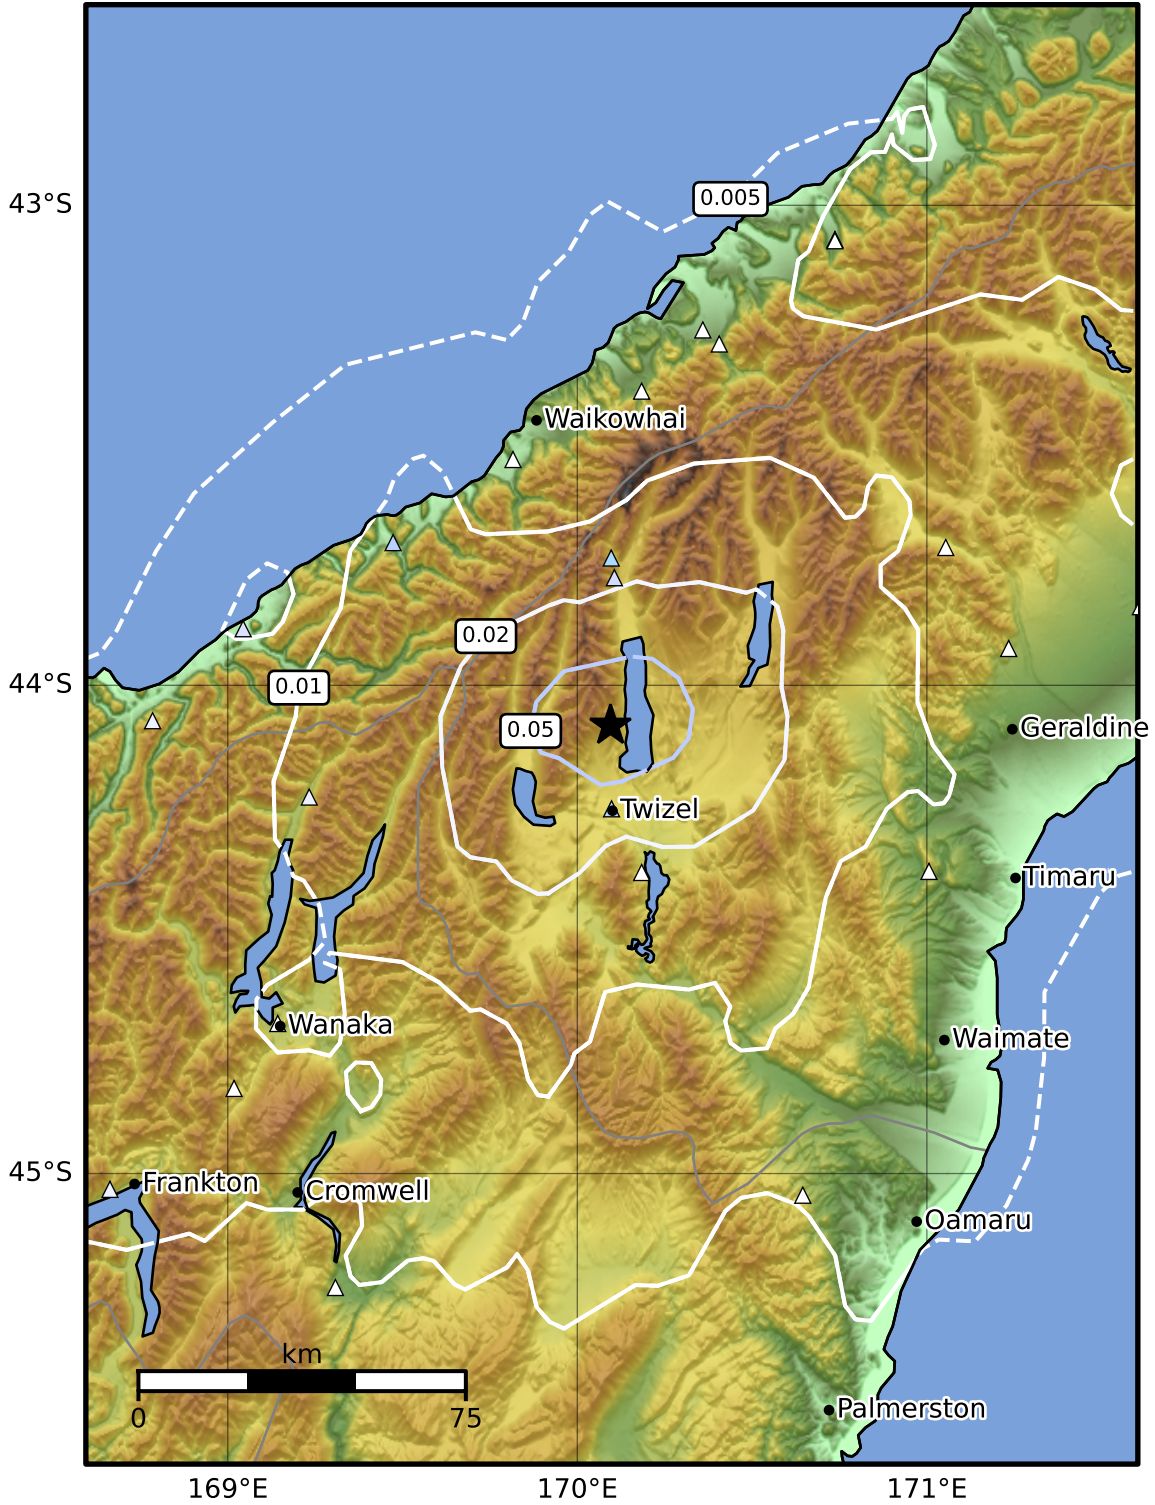 43°S
0.005
Waikowhai
0.02
44°S
0.01
0.05
Geraldine
Twizel
Timaru
Wanaka
Waimate
45°S
Frankton
Cromwell
Oamaru
km
0
75
Palmerston
169°E
170°E
171°E